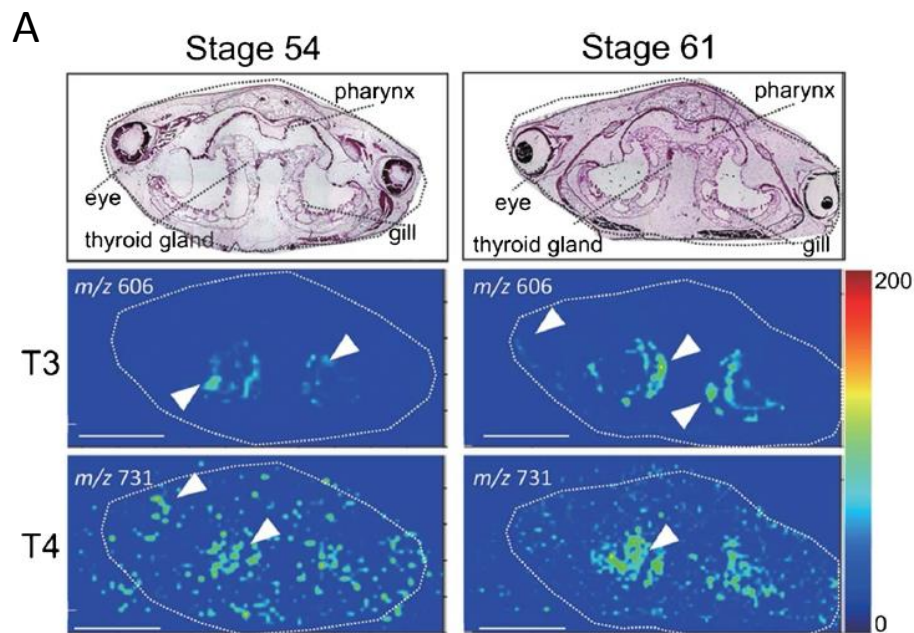 A
Stage 54
Stage 61
pharynx
eye
thyroid gland
gill
pharynx
eye
thyroid gland
gill
T3
m/z 606
m/z 606
200
T4
m/z 731
m/z 731
0